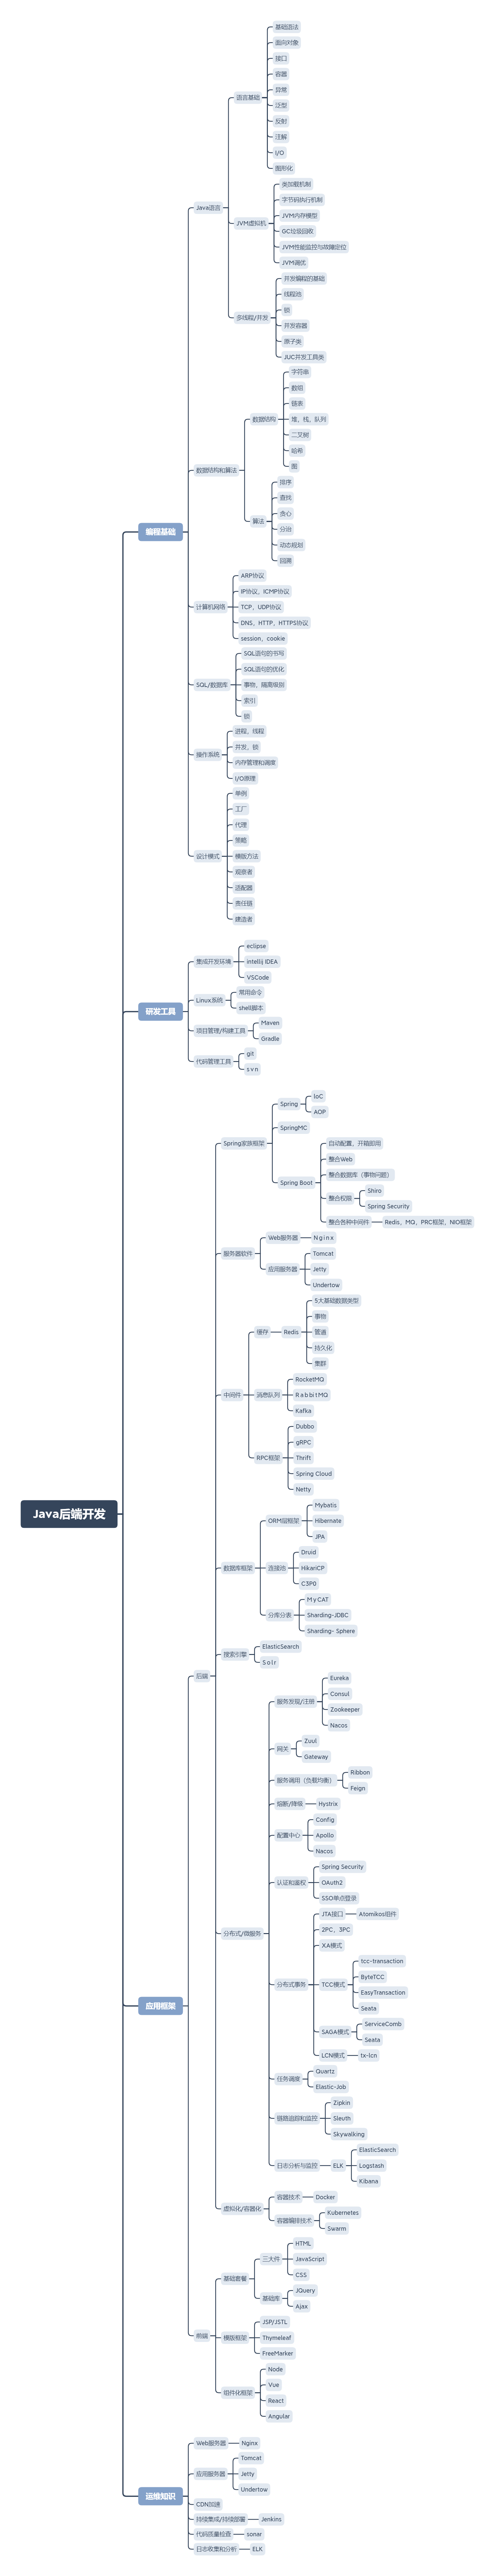 Java后端开发
编程基础
Java语言
语言基础
基础语法
面向对象
接口
容器
异常
泛型
反射
注解
I/O
图形化
JVM虚拟机
类加载机制
字节码执行机制
JVM内存模型
GC垃圾回收
JVM性能监控与故障定位
JVM调优
多线程/并发
并发编程的基础
线程池
锁
并发容器
原子类
JUC并发工具类
数据结构和算法
数据结构
字符串
数组
链表
堆、栈、队列
二叉树
哈希
图
算法
排序
查找
贪心
分治
动态规划
回溯
计算机网络
ARP协议
IP协议、ICMP协议
TCP、UDP协议
DNS、HTTP、HTTPS协议
session、cookie
SQL/数据库
SQL语句的书写
SQL语句的优化
事物、隔离级别
索引
锁
操作系统
进程、线程
并发、锁
内存管理和调度
I/O原理
设计模式
单例
工厂
代理
策略
模版方法
观察者
适配器
责任链
建造者
研发工具
集成开发环境
eclipse
intellij IDEA
VSCode
Linux系统
常用命令
shell脚本
项目管理/构建工具
Maven
Gradle
代码管理工具
git
svn
应用框架
后端
Spring家族框架
Spring
IoC
AOP
SpringMC
Spring Boot
自动配置、开箱即用
整合Web
整合数据库（事物问题）
整合权限
Shiro
Spring Security
整合各种中间件
Redis、MQ、PRC框架、NIO框架
服务器软件
Web服务器
Nginx
应用服务器
Tomcat
Jetty
Undertow
中间件
缓存
Redis
5大基础数据类型
事物
管道
持久化
集群
消息队列
RocketMQ
RabbitMQ
Kafka
RPC框架
Dubbo
gRPC
Thrift
Spring Cloud
Netty
数据库框架
ORM层框架
Mybatis
Hibernate
JPA
连接池
Druid
HikariCP
C3P0
分库分表
MyCAT
Sharding-JDBC
Sharding- Sphere
搜索引擎
ElasticSearch
Solr
分布式/微服务
服务发现/注册
Eureka
Consul
Zookeeper
Nacos
网关
Zuul
Gateway
服务调用（负载均衡）
Ribbon
Feign
熔断/降级
Hystrix
配置中心
Config
Apollo
Nacos
认证和鉴权
Spring Security
OAuth2
SSO单点登录
分布式事务
JTA接口
Atomikos组件
2PC、3PC
XA模式
TCC模式
tcc-transaction
ByteTCC
EasyTransaction
Seata
SAGA模式
ServiceComb
Seata
LCN模式
tx-lcn
任务调度
Quartz
Elastic-Job
链路追踪和监控
Zipkin
Sleuth
Skywalking
日志分析与监控
ELK
ElasticSearch
Logstash
Kibana
虚拟化/容器化
容器技术
Docker
容器编排技术
Kubernetes
Swarm
前端
基础套餐
三大件
HTML
JavaScript
CSS
基础库
JQuery
Ajax
模版框架
JSP/JSTL
Thymeleaf
FreeMarker
组件化框架
Node
Vue
React
Angular
运维知识
Web服务器
Nginx
应用服务器
Tomcat
Jetty
Undertow
CDN加速
持续集成/持续部署
Jenkins
代码质量检查
sonar
日志收集和分析
ELK